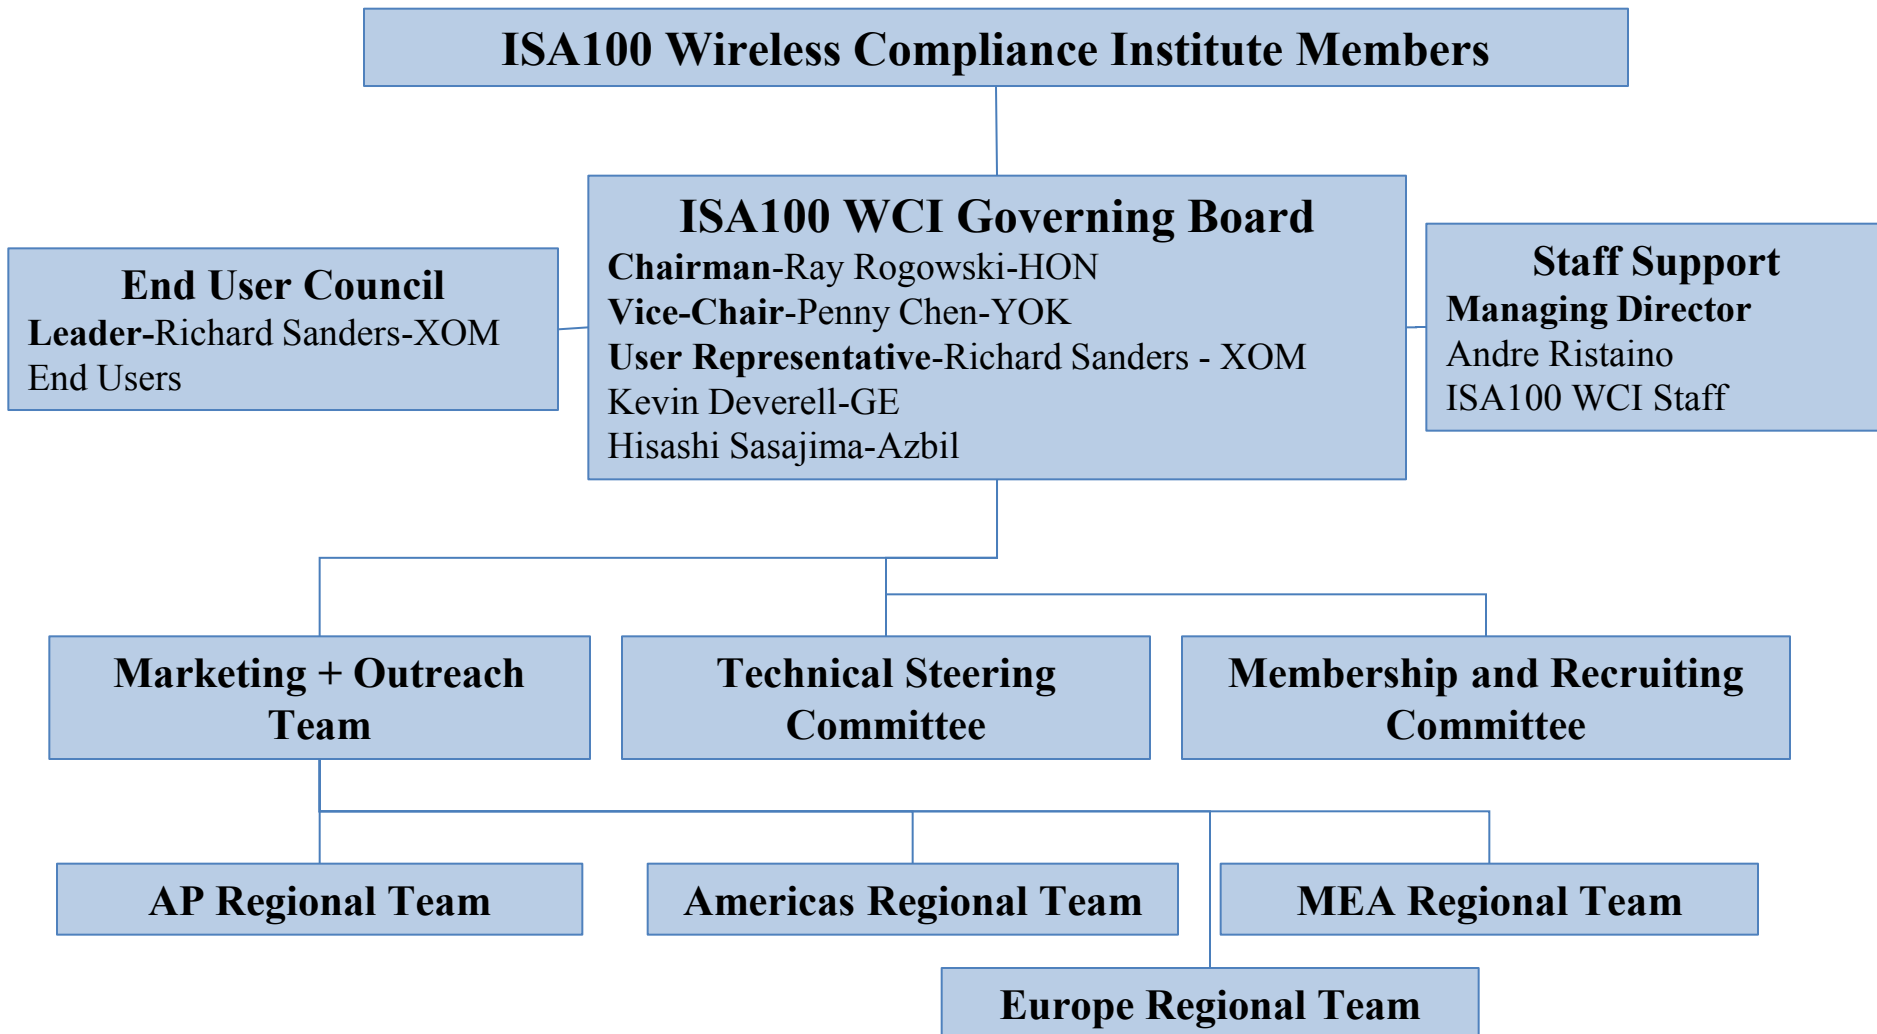 ISA100 Wireless Compliance Institute Members
ISA100 WCI Governing Board
Chairman-Ray Rogowski-HON
Vice-Chair-Penny Chen-YOK
User Representative-Richard Sanders - XOM
Kevin Deverell-GE
Hisashi Sasajima-Azbil
End User Council
Leader-Richard Sanders-XOM
End Users
Staff Support
Managing Director
Andre Ristaino
ISA100 WCI Staff
Marketing + Outreach
Team
Technical Steering
Committee
Membership and Recruiting
Committee
AP Regional Team
Americas Regional Team
MEA Regional Team
Europe Regional Team